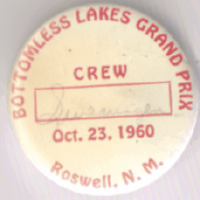 BOTTOMLESS LAKES GRAND PRIX
CREW
Oct. 23, 1960
Roswell, N. M.